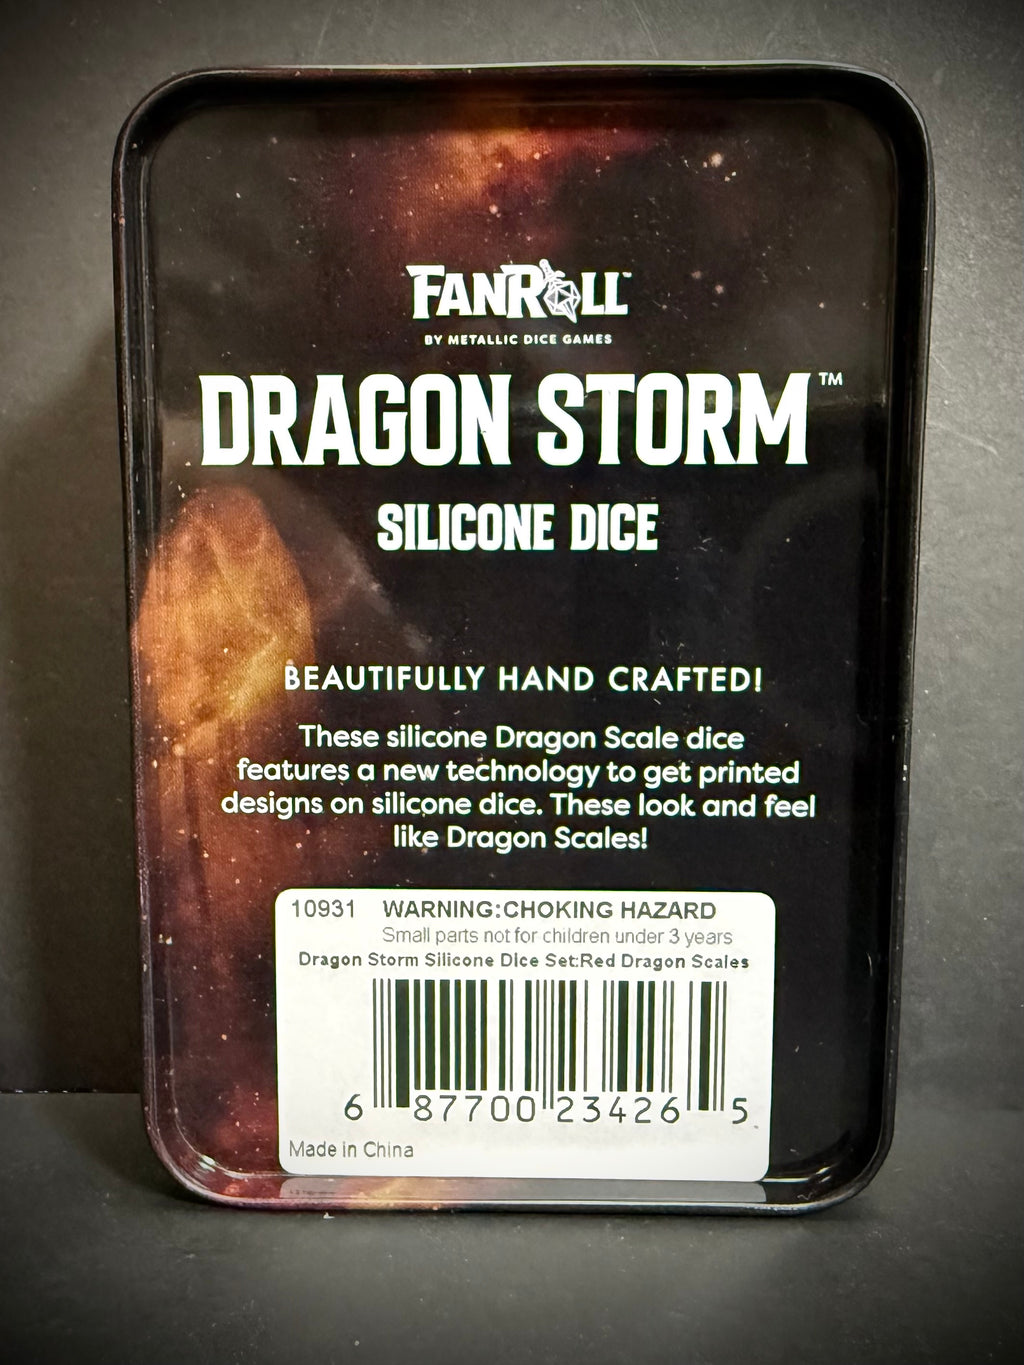 FANROLL™
BY METALLIC DICE GAMES
DRAGON STORM™
SILICONE DICE
BEAUTIFULLY HAND CRAFTED!
These silicone Dragon Scale dice
features a new technology to get printed
designs on silicone dice. These look and feel
like Dragon Scales!
10931 WARNING:CHOKING HAZARD
Small parts not for children under 3 years
Dragon Storm Silicone Dice Set:Red Dragon Scales
6 87700 23426 5
Made in China